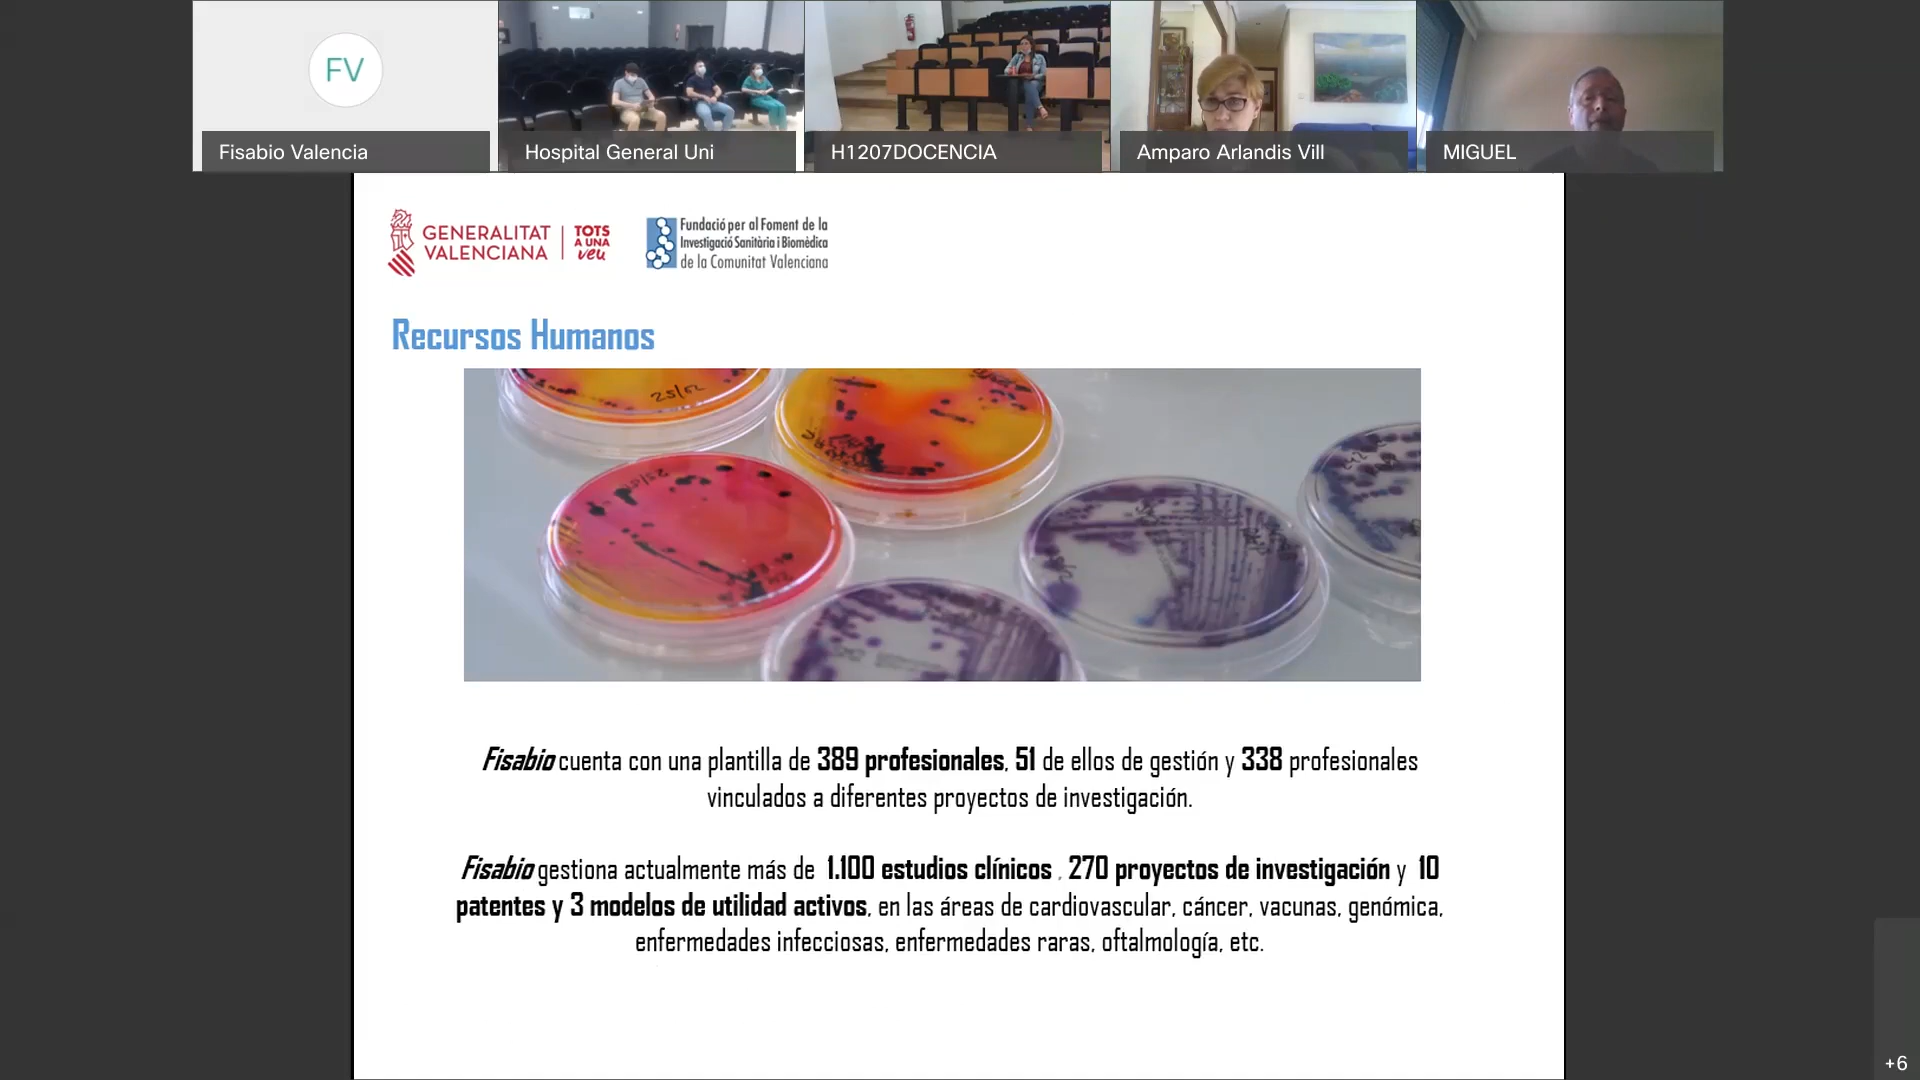 FV
Fisabio Valencia
Hospital General Uni
H1207DOCENCIA
Amparo Arlandis Vill
MIGUEL
GENERALITAT
VALENCIANA
TOTS
A UNA
veu
Fundació per al Foment de la
Investigació Sanitària i Biomèdica
de la Comunitat Valenciana
Recursos Humanos
25/52
Fisabio cuenta con una plantilla de 389 profesionales, 51 de ellos de gestión y 338 profesionales
vinculados a diferentes proyectos de investigación.
Fisabio gestiona actualmente más de 1.100 estudios clínicos , 270 proyectos de investigación y 10
patentes y 3 modelos de utilidad activos, en las áreas de cardiovascular, cáncer, vacunas, genómica,
enfermedades infecciosas, enfermedades raras, oftalmología, etc.
+6